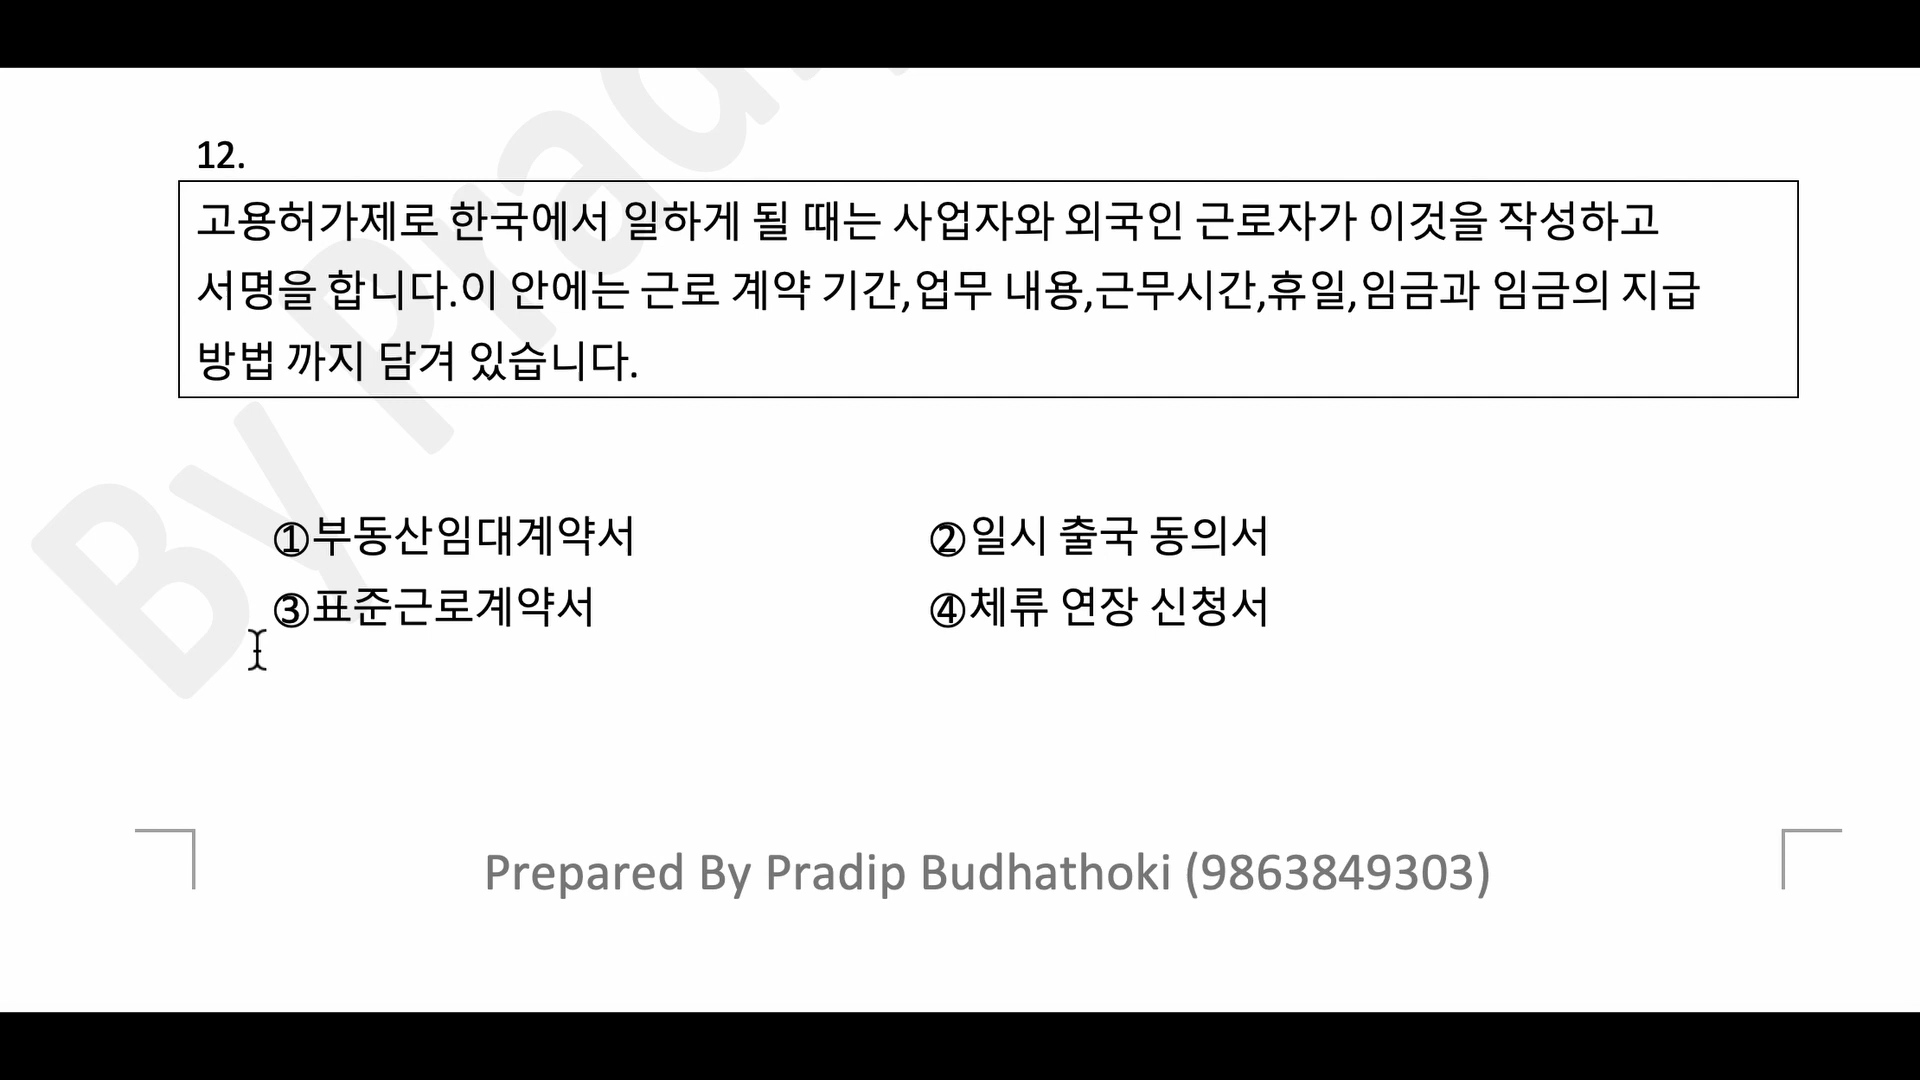 12.
고용허가제로 한국에서 일하게 될 때는 사업자와 외국인 근로자가 이것을 작성하고
서명을 합니다.이 안에는 근로 계약 기간,업무 내용,근무시간,휴일,임금과 임금의 지급
방법 까지 담겨 있습니다.
①부동산임대계약서 ②일시 출국 동의서
③표준근로계약서 ④체류 연장 신청서
Prepared By Pradip Budhathoki (9863849303)
By Pradip